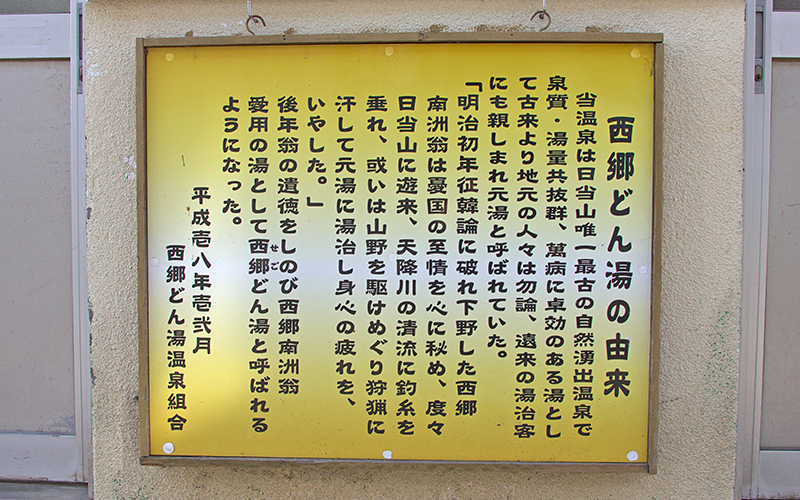 西郷どん湯の由来
当温泉は日当山唯一最古の自然湧出温泉で
泉質・湯量共抜群、萬病に卓効のある湯とし
て古来より地元の人々は勿論、遠来の湯治客
にも親しまれ元湯と呼ばれていた。
「明治初年征韓論に破れ下野した西郷
南洲翁は憂国の至情を心に秘め、度々
日当山に遊来、天降川の清流に釣糸を
垂れ、或いは山野を駆けめぐり狩猟に
汗して元湯に湯治し身心の疲れを、
いやした。」
後年翁の遺徳をしのび西郷南洲翁
愛用の湯として西郷どん湯と呼ばれる
せご
ようになった。
平成壱八年壱弐月
西郷どん湯温泉組合